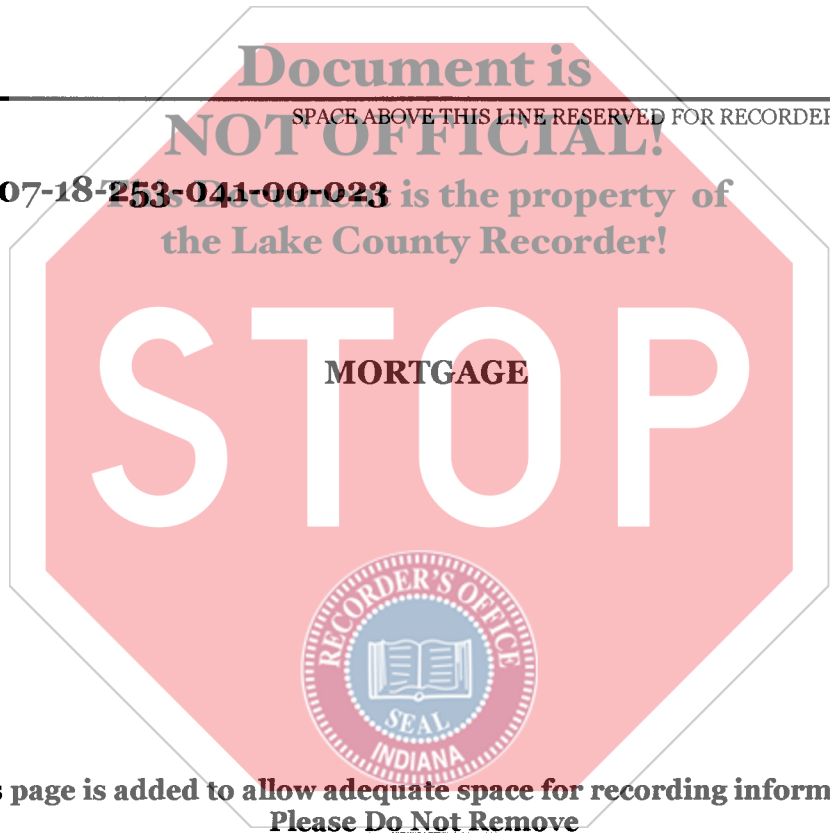 Document is
SPACE ABOVE THIS LINE RESERVED FOR RECORDER
NOT OFFICIAL!
07-18-253-041-00-023
This Document is the property of
the Lake County Recorder!
STOP
MORTGAGE
RECORDER'S OFFICE
SEAL
INDIANA
s page is added to allow adequate space for recording inform
Please Do Not Remove